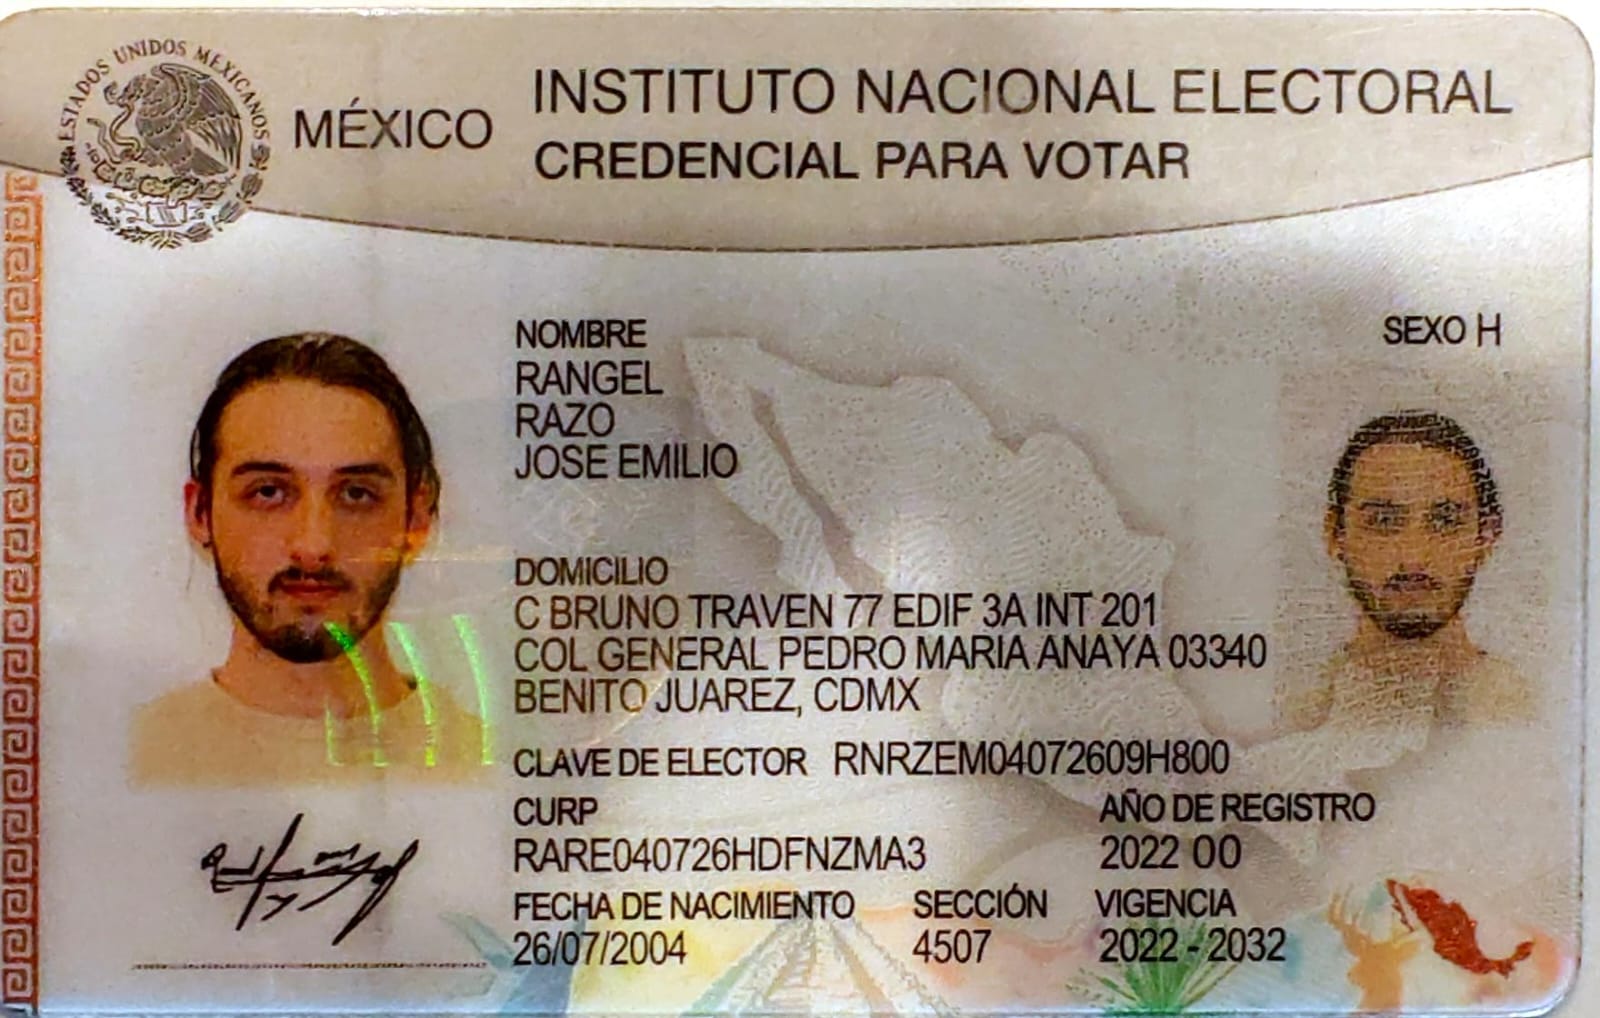 ESTADOS UNIDOS MEXICANOS
MÉXICO
INSTITUTO NACIONAL ELECTORAL
CREDENCIAL PARA VOTAR
NOMBRE
RANGEL
RAZO
JOSE EMILIO
SEXO H
DOMICILIO
C BRUNO TRAVEN 77 EDIF 3A INT 201
COL GENERAL PEDRO MARIA ANAYA 03340
BENITO JUAREZ, CDMX
CLAVE DE ELECTOR RNRZEM04072609H800
CURP
RARE040726HDFNZMA3
AÑO DE REGISTRO
2022 00
FECHA DE NACIMIENTO
26/07/2004
SECCIÓN
4507
VIGENCIA
2022 - 2032